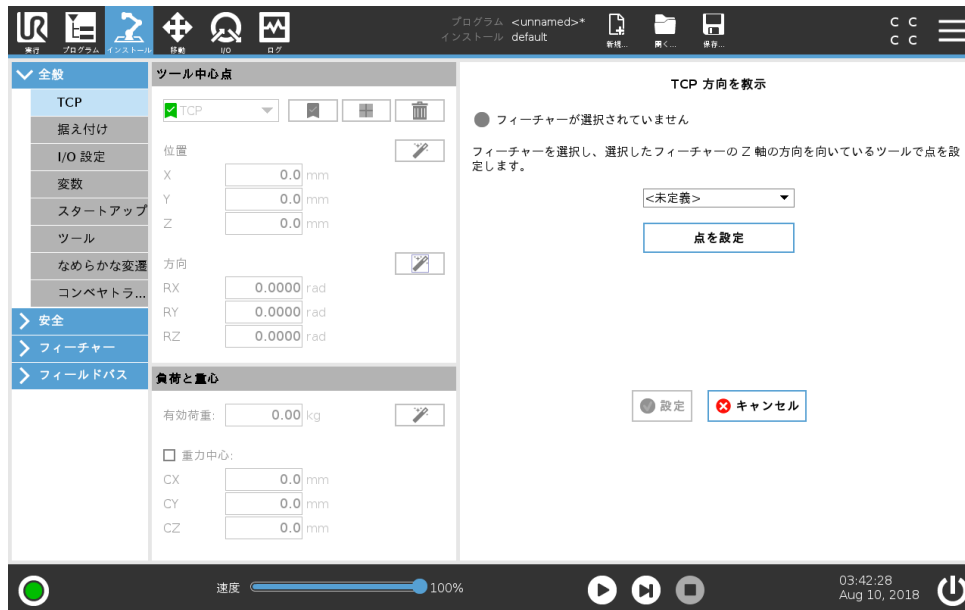 プログラム <unnamed>*
インストール default
UR
実行
プログラム
インストール
移動
I/O
ログ
新規...
開く...
保存...
C C
C C
全般
TCP
据え付け
I/O 設定
変数
スタートアップ
ツール
なめらかな変遷
コンベヤトラ...
安全
フィーチャー
フィールドバス
ツール中心点
TCP
位置
X 0.0 mm
Y 0.0 mm
Z 0.0 mm
方向
RX 0.0000 rad
RY 0.0000 rad
RZ 0.0000 rad
負荷と重心
有効荷重: 0.00 kg
重力中心:
CX 0.0 mm
CY 0.0 mm
CZ 0.0 mm
TCP 方向を教示
フィーチャーが選択されていません
フィーチャーを選択し、選択したフィーチャーの Z 軸の方向を向いているツールで点を設
定します。
<未定義>
点を設定
設定
キャンセル
速度 100%
03:42:28
Aug 10, 2018